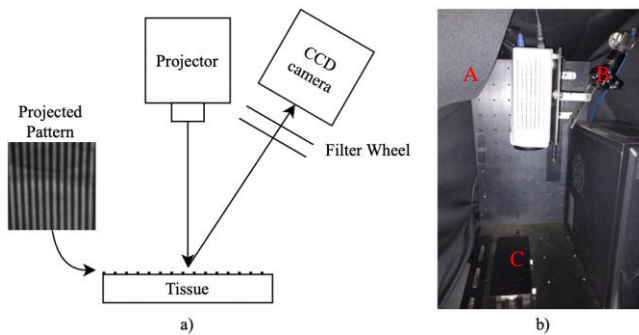 Projector
CCD
camera
Projected
Pattern
Filter Wheel
Tissue
a)
A
B
C
b)